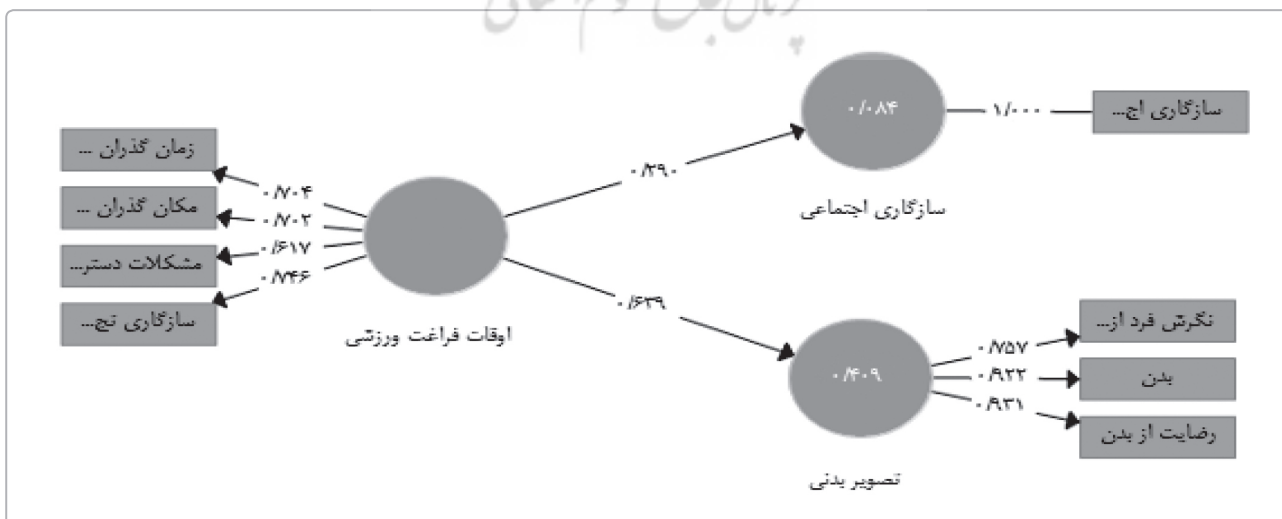 زمان گذران ...
مکان گذران ...
مشکلات دستر...
سازگاری تج...
۰/۷۰۴
۰/۷۰۲
۰/۶۱۷
۰/۷۴۶
اوقات فراغت ورزشی
۰/۲۹۰
۰/۶۳۹
۰/۰۸۴
سازگاری اجتماعی
۱/۰۰۰
سازگاری اج...
۰/۴۰۹
تصویر بدنی
۰/۷۵۷
۰/۹۲۲
۰/۹۳۱
نگرش فرد از...
بدن
رضایت از بدن